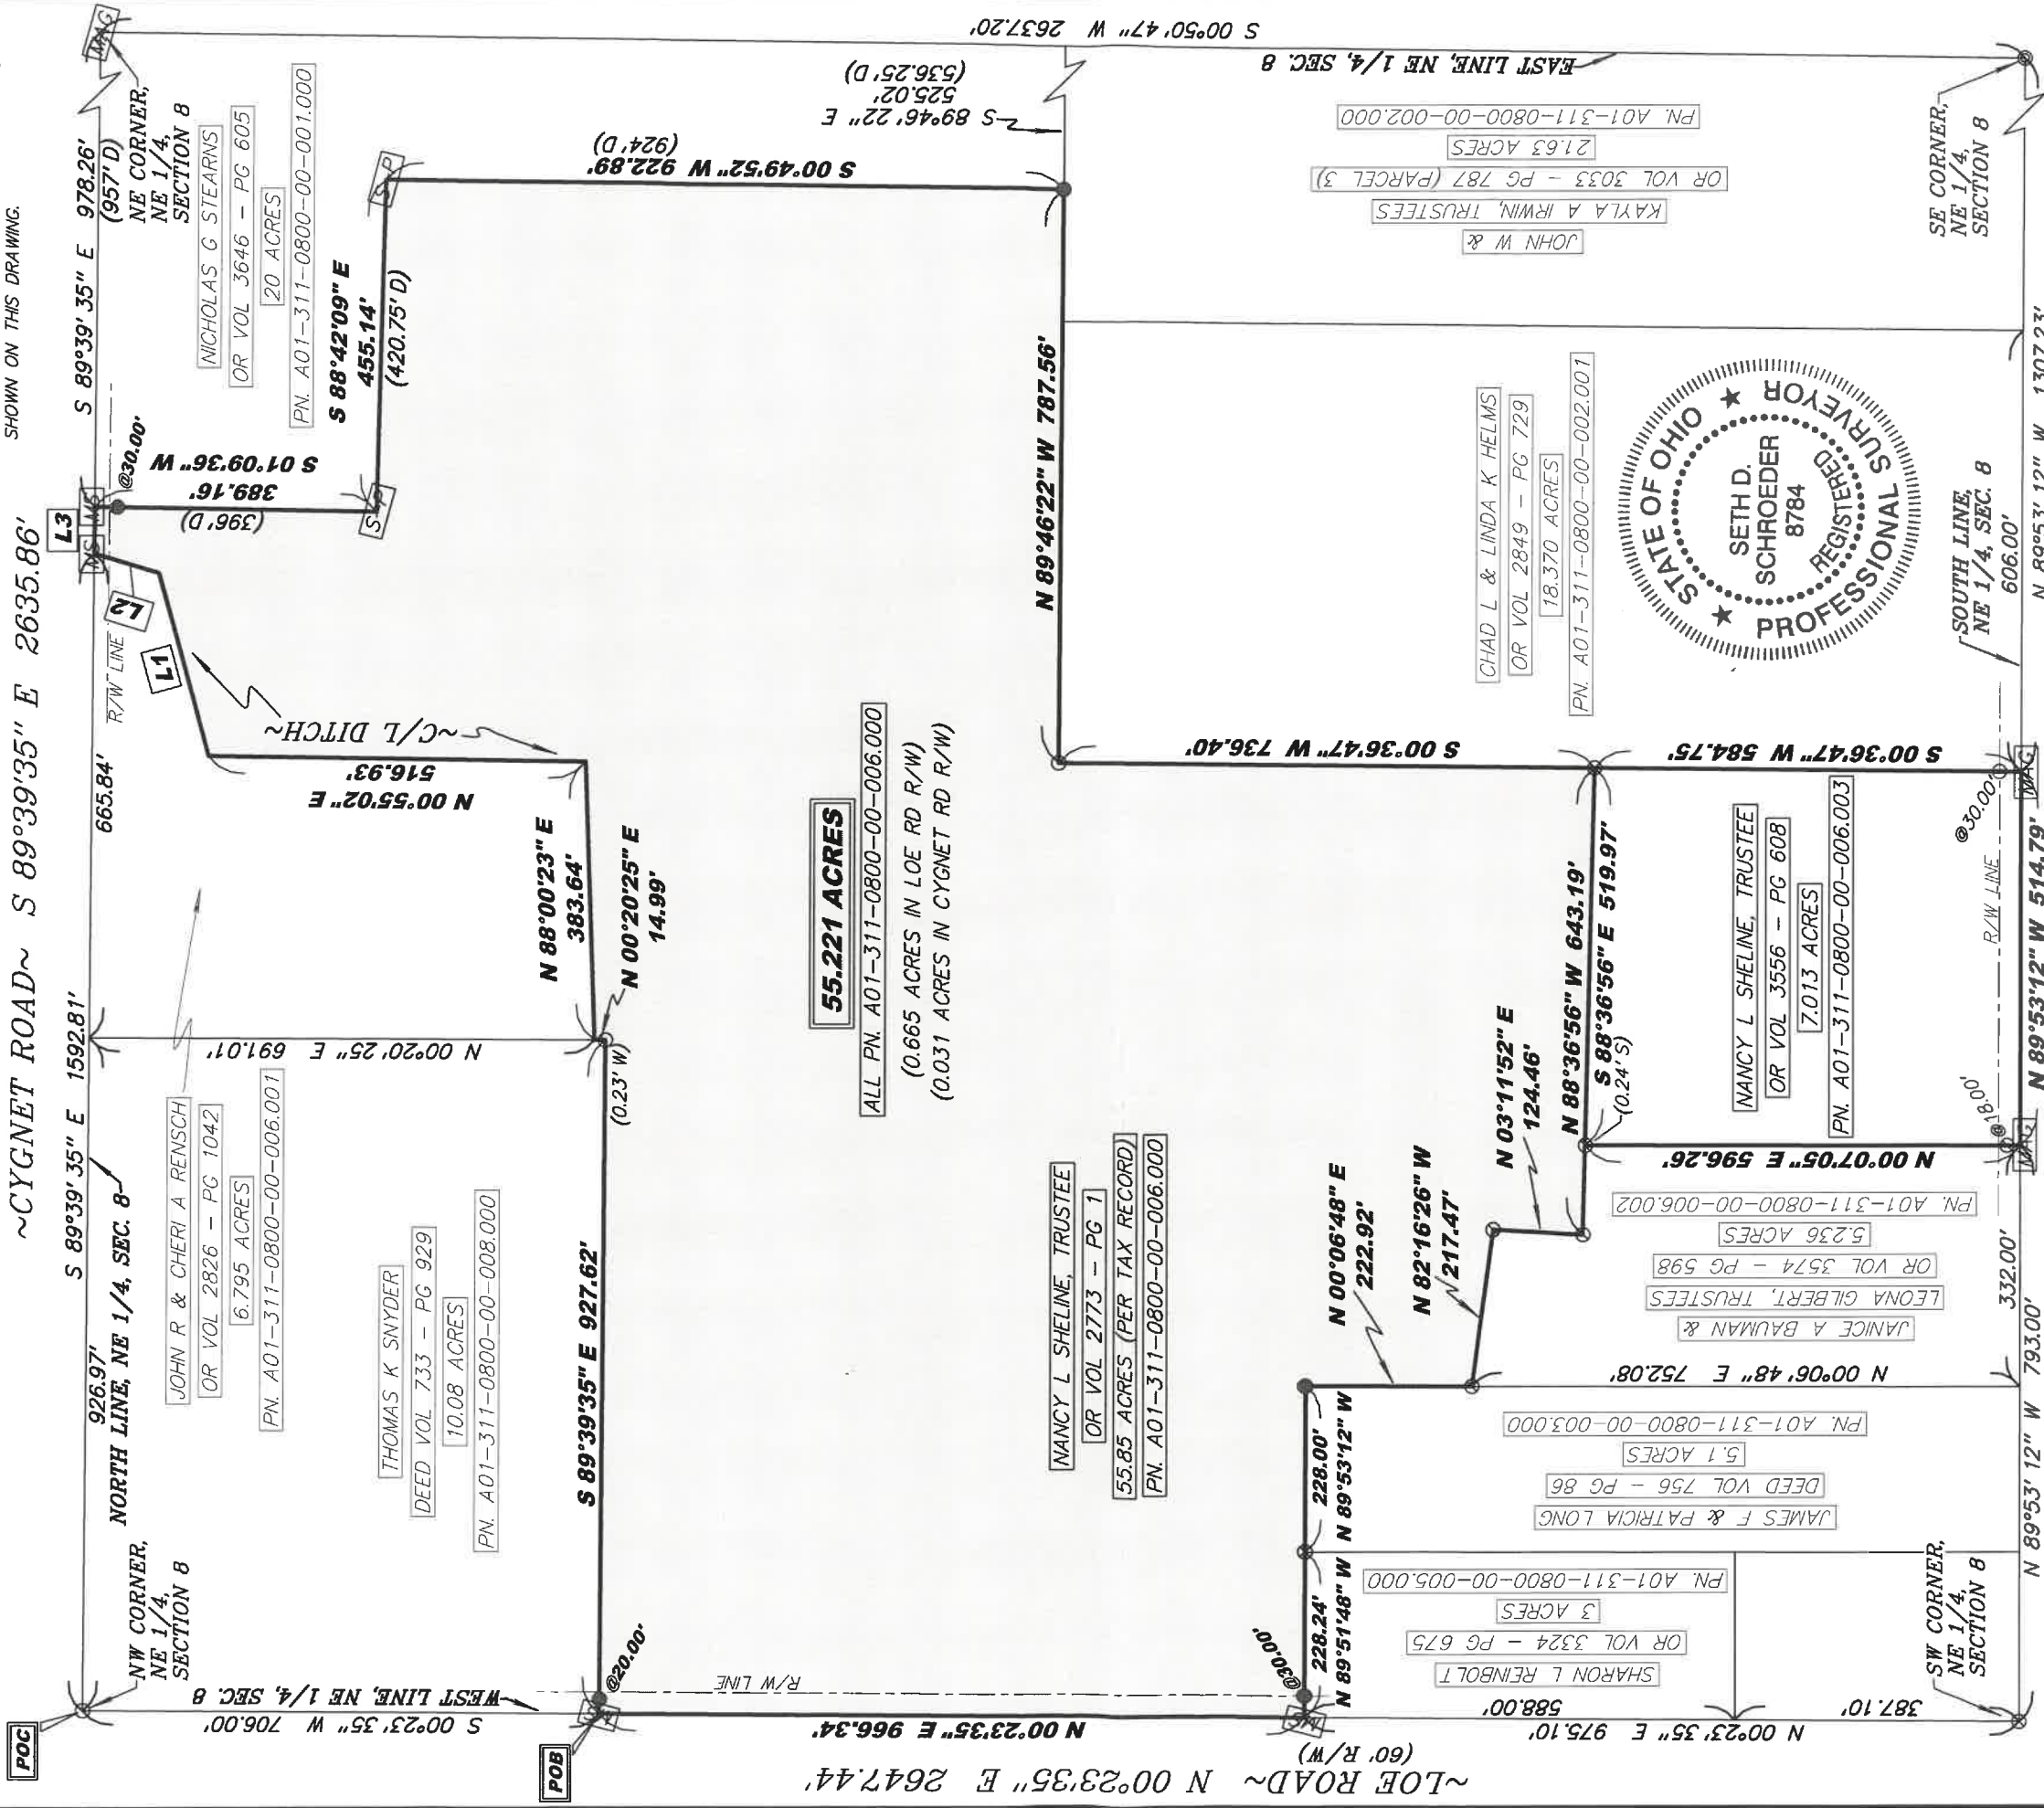 SHOWN ON THIS DRAWING.
~CYGNET ROAD~ S 89°39'35" E 2635.86'
POC
NW CORNER,
NE 1/4,
SECTION 8
926.97'
NORTH LINE, NE 1/4, SEC. 8
S 89°39'35" E 1592.81'
665.84'
R/W LINE
L1
L2
L3
MS
MS
@30.00'
S 89°39'35" E 978.26'
(957' D)
NE CORNER,
NE 1/4,
SECTION 8
MAG
NICHOLAS G STEARNS
OR VOL 3646 - PG 605
20 ACRES
PN. A01-311-0800-00-001.000
S 01°09'36" W
389.16'
(396' D)
S 88°42'09" E
455.14'
(420.75' D)
SP
SP
S 00°49'52" W 922.89'
(924' D)
S 89°46'22" E
525.02'
(536.25' D)
S 00°50'47" W 2637.20'
EAST LINE, NE 1/4, SEC. 8
JOHN R & CHERI A RENSCH
OR VOL 2826 - PG 1042
6.795 ACRES
PN. A01-311-0800-00-006.001
N 00°20'25" E 691.01'
THOMAS K SNYDER
DEED VOL 733 - PG 929
10.08 ACRES
PN. A01-311-0800-00-008.000
S 00°23'35" W 706.00'
WEST LINE, NE 1/4, SEC. 8
~C/L DITCH~
N 00°55'02" E
516.93'
N 88°00'23" E
383.64'
N 00°20'25" E
14.99'
(0.23' W)
S 89°39'35" E 927.62'
@20.00'
POB
55.221 ACRES
ALL PN. A01-311-0800-00-006.000
(0.665 ACRES IN LOE RD R/W)
(0.031 ACRES IN CYGNET RD R/W)
NANCY L SHELINE, TRUSTEE
OR VOL 2773 - PG 1
55.85 ACRES (PER TAX RECORD)
PN. A01-311-0800-00-006.000
R/W LINE
N 00°23'35" E 966.34'
~LOE ROAD~ N 00°23'35" E 2647.44'
(60' R/W)
@30.00'
N 89°46'22" W 787.56'
JOHN W &
KAYLA A IRWIN, TRUSTEES
OR VOL 3033 - PG 787 (PARCEL 3)
21.63 ACRES
PN. A01-311-0800-00-002.000
CHAD L & LINDA K HELMS
OR VOL 2849 - PG 729
18.370 ACRES
PN. A01-311-0800-00-002.001
STATE OF OHIO
SETH D.
SCHROEDER
8784
REGISTERED
PROFESSIONAL SURVEYOR
S 00°36'47" W 736.40'
S 00°36'47" W 584.75'
N 88°36'56" W 643.19'
S 88°36'56" E 519.97'
(0.24' S)
N 03°11'52" E
124.46'
N 82°16'26" W
217.47'
N 00°06'48" E
222.92'
228.00'
N 89°53'12" W
228.24'
N 89°51'48" W
NANCY L SHELINE, TRUSTEE
OR VOL 3556 - PG 608
7.013 ACRES
PN. A01-311-0800-00-006.003
N 00°07'05" E 596.26'
JANICE A BAUMAN &
LEONA GILBERT, TRUSTEES
OR VOL 3574 - PG 598
5.236 ACRES
PN. A01-311-0800-00-006.002
N 00°06'48" E 752.08'
JAMES F & PATRICIA LONG
DEED VOL 756 - PG 86
5.1 ACRES
PN. A01-311-0800-00-003.000
SHARON L REINBOLT
OR VOL 3324 - PG 675
3 ACRES
PN. A01-311-0800-00-005.000
588.00'
N 00°23'35" E 975.10'
387.10'
SW CORNER,
NE 1/4,
SECTION 8
332.00'
N 89°53'12" W 793.00'
@18.00'
R/W LINE
@30.00'
MAG
MAG
N 89°53'12" W 514.79'
SOUTH LINE,
NE 1/4, SEC. 8
606.00'
N 89°53'12" W 1307.23'
SE CORNER,
NE 1/4,
SECTION 8